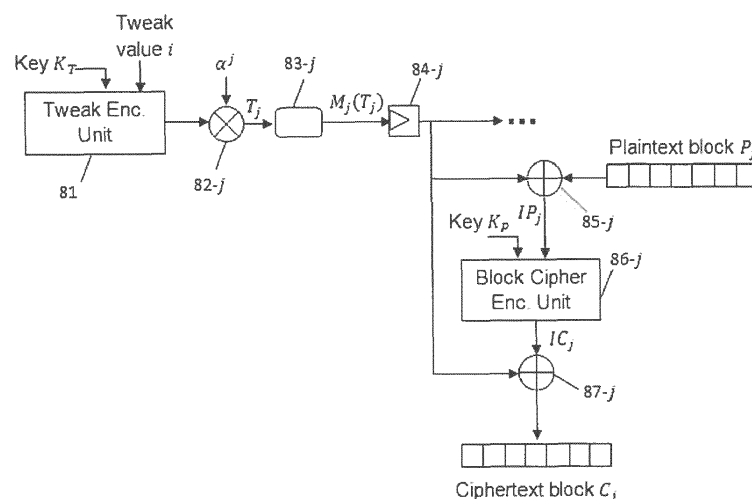 Tweak
value i
Key K_T
α^j
83-j
84-j
Tweak Enc.
Unit
T_j
M_j(T_j)
...
81
82-j
Plaintext block P_j
85-j
IP_j
Key K_p
86-j
Block Cipher
Enc. Unit
IC_j
87-j
Ciphertext block C_j